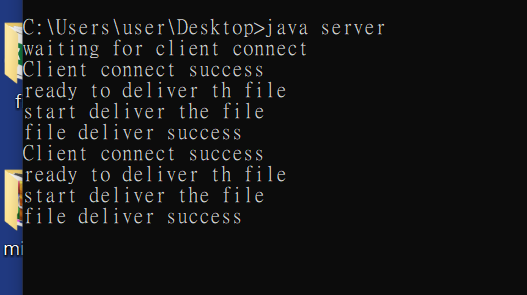 C:\Users\user\Desktop>java server
waiting for client connect
Client connect success
ready to deliver th file
start deliver the file
file deliver success
Client connect success
ready to deliver th file
start deliver the file
file deliver success
f
mi